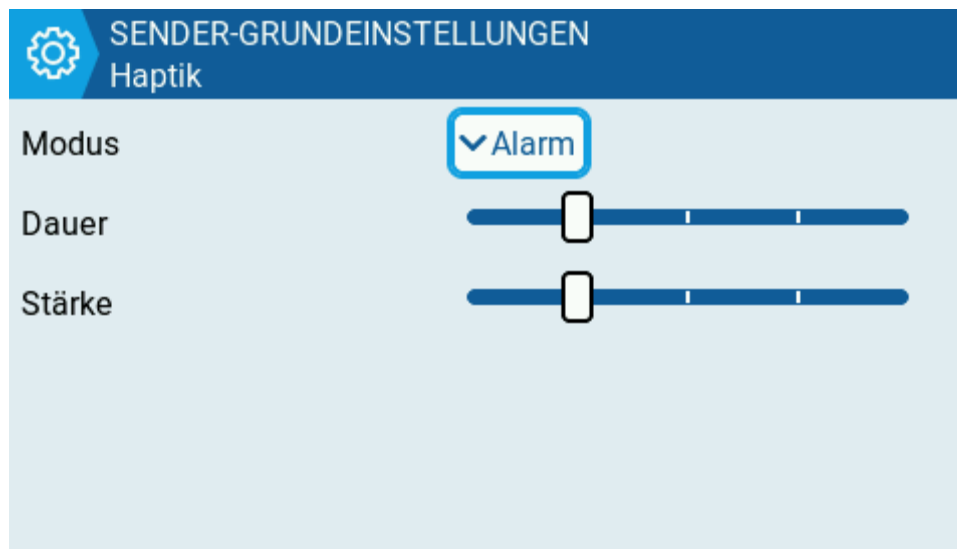 SENDER-GRUNDEINSTELLUNGEN
Haptik
Modus
Alarm
Dauer
Stärke